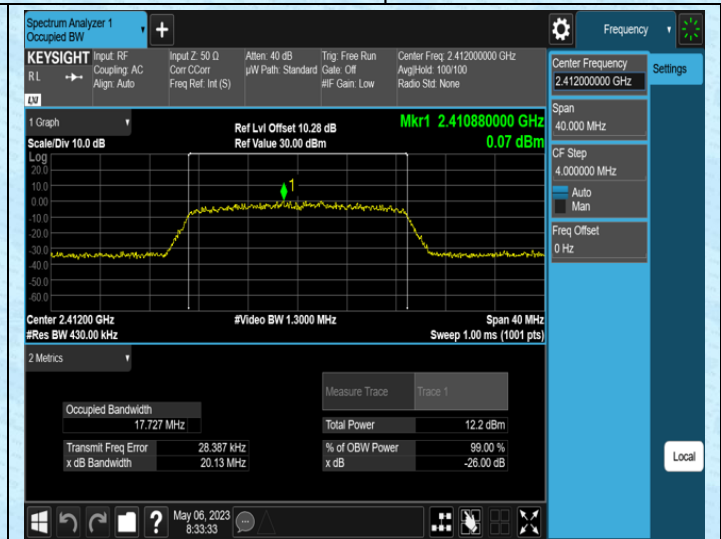 Spectrum Analyzer 1
Occupied BW
+
Frequency
KEYSIGHT
RL
LXI
Input: RF
Coupling: AC
Align: Auto
Input Z: 50 Ω
Corr CCorr
Freq Ref: Int (S)
Atten: 40 dB
µW Path: Standard
Trig: Free Run
Gate: Off
#IF Gain: Low
Center Freq: 2.412000000 GHz
Avg|Hold: 100/100
Radio Std: None
1 Graph
Scale/Div 10.0 dB
Ref Lvl Offset 10.28 dB
Ref Value 30.00 dBm
Mkr1 2.410880000 GHz
0.07 dBm
Log
20.0
10.0
0.00
-10.0
-20.0
-30.0
-40.0
-50.0
-60.0
1
Center 2.41200 GHz
#Res BW 430.00 kHz
#Video BW 1.3000 MHz
Span 40 MHz
Sweep 1.00 ms (1001 pts)
2 Metrics
Measure Trace Trace 1
Occupied Bandwidth
17.727 MHz
Total Power 12.2 dBm
Transmit Freq Error 28.387 kHz
% of OBW Power 99.00 %
x dB Bandwidth 20.13 MHz
x dB -26.00 dB
Center Frequency
2.412000000 GHz
Settings
Span
40.000 MHz
CF Step
4.000000 MHz
Auto
Man
Freq Offset
0 Hz
Local
?
May 06, 2023
8:33:33